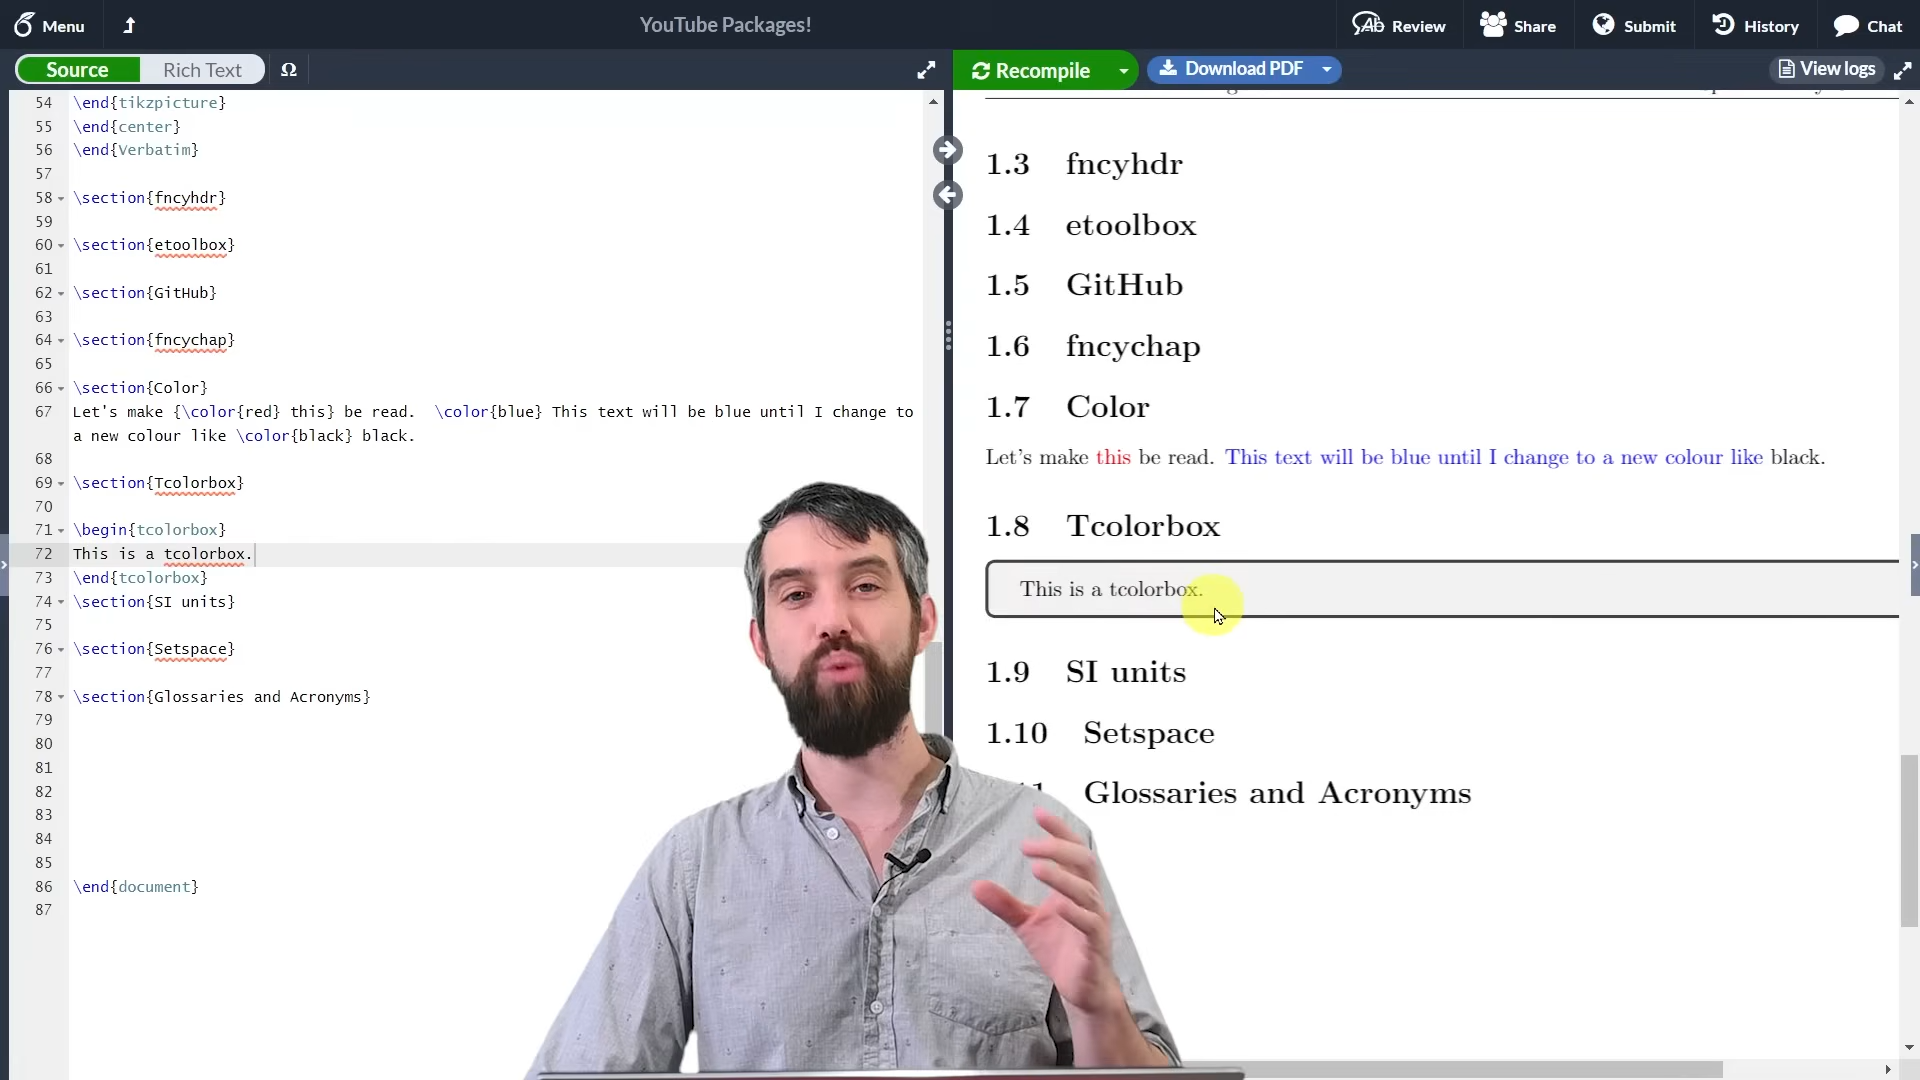 Menu
YouTube Packages!
Review
Share
Submit
History
Chat
Source
Rich Text
Ω
Recompile
Download PDF
View logs
54 \end{tikzpicture}
55 \end{center}
56 \end{Verbatim}
57
58 \section{fncyhdr}
59
60 \section{etoolbox}
61
62 \section{GitHub}
63
64 \section{fncychap}
65
66 \section{Color}
67 Let's make {\color{red} this} be read.  \color{blue} This text will be blue until I change to
a new colour like \color{black} black.
68
69 \section{Tcolorbox}
70
71 \begin{tcolorbox}
72 This is a tcolorbox.
73 \end{tcolorbox}
74 \section{SI units}
75
76 \section{Setspace}
77
78 \section{Glossaries and Acronyms}
79
80
81
82
83
84
85
86 \end{document}
87
1.3 fncyhdr
1.4 etoolbox
1.5 GitHub
1.6 fncychap
1.7 Color
Let's make this be read. This text will be blue until I change to a new colour like black.
1.8 Tcolorbox
This is a tcolorbox.
1.9 SI units
1.10 Setspace
Glossaries and Acronyms